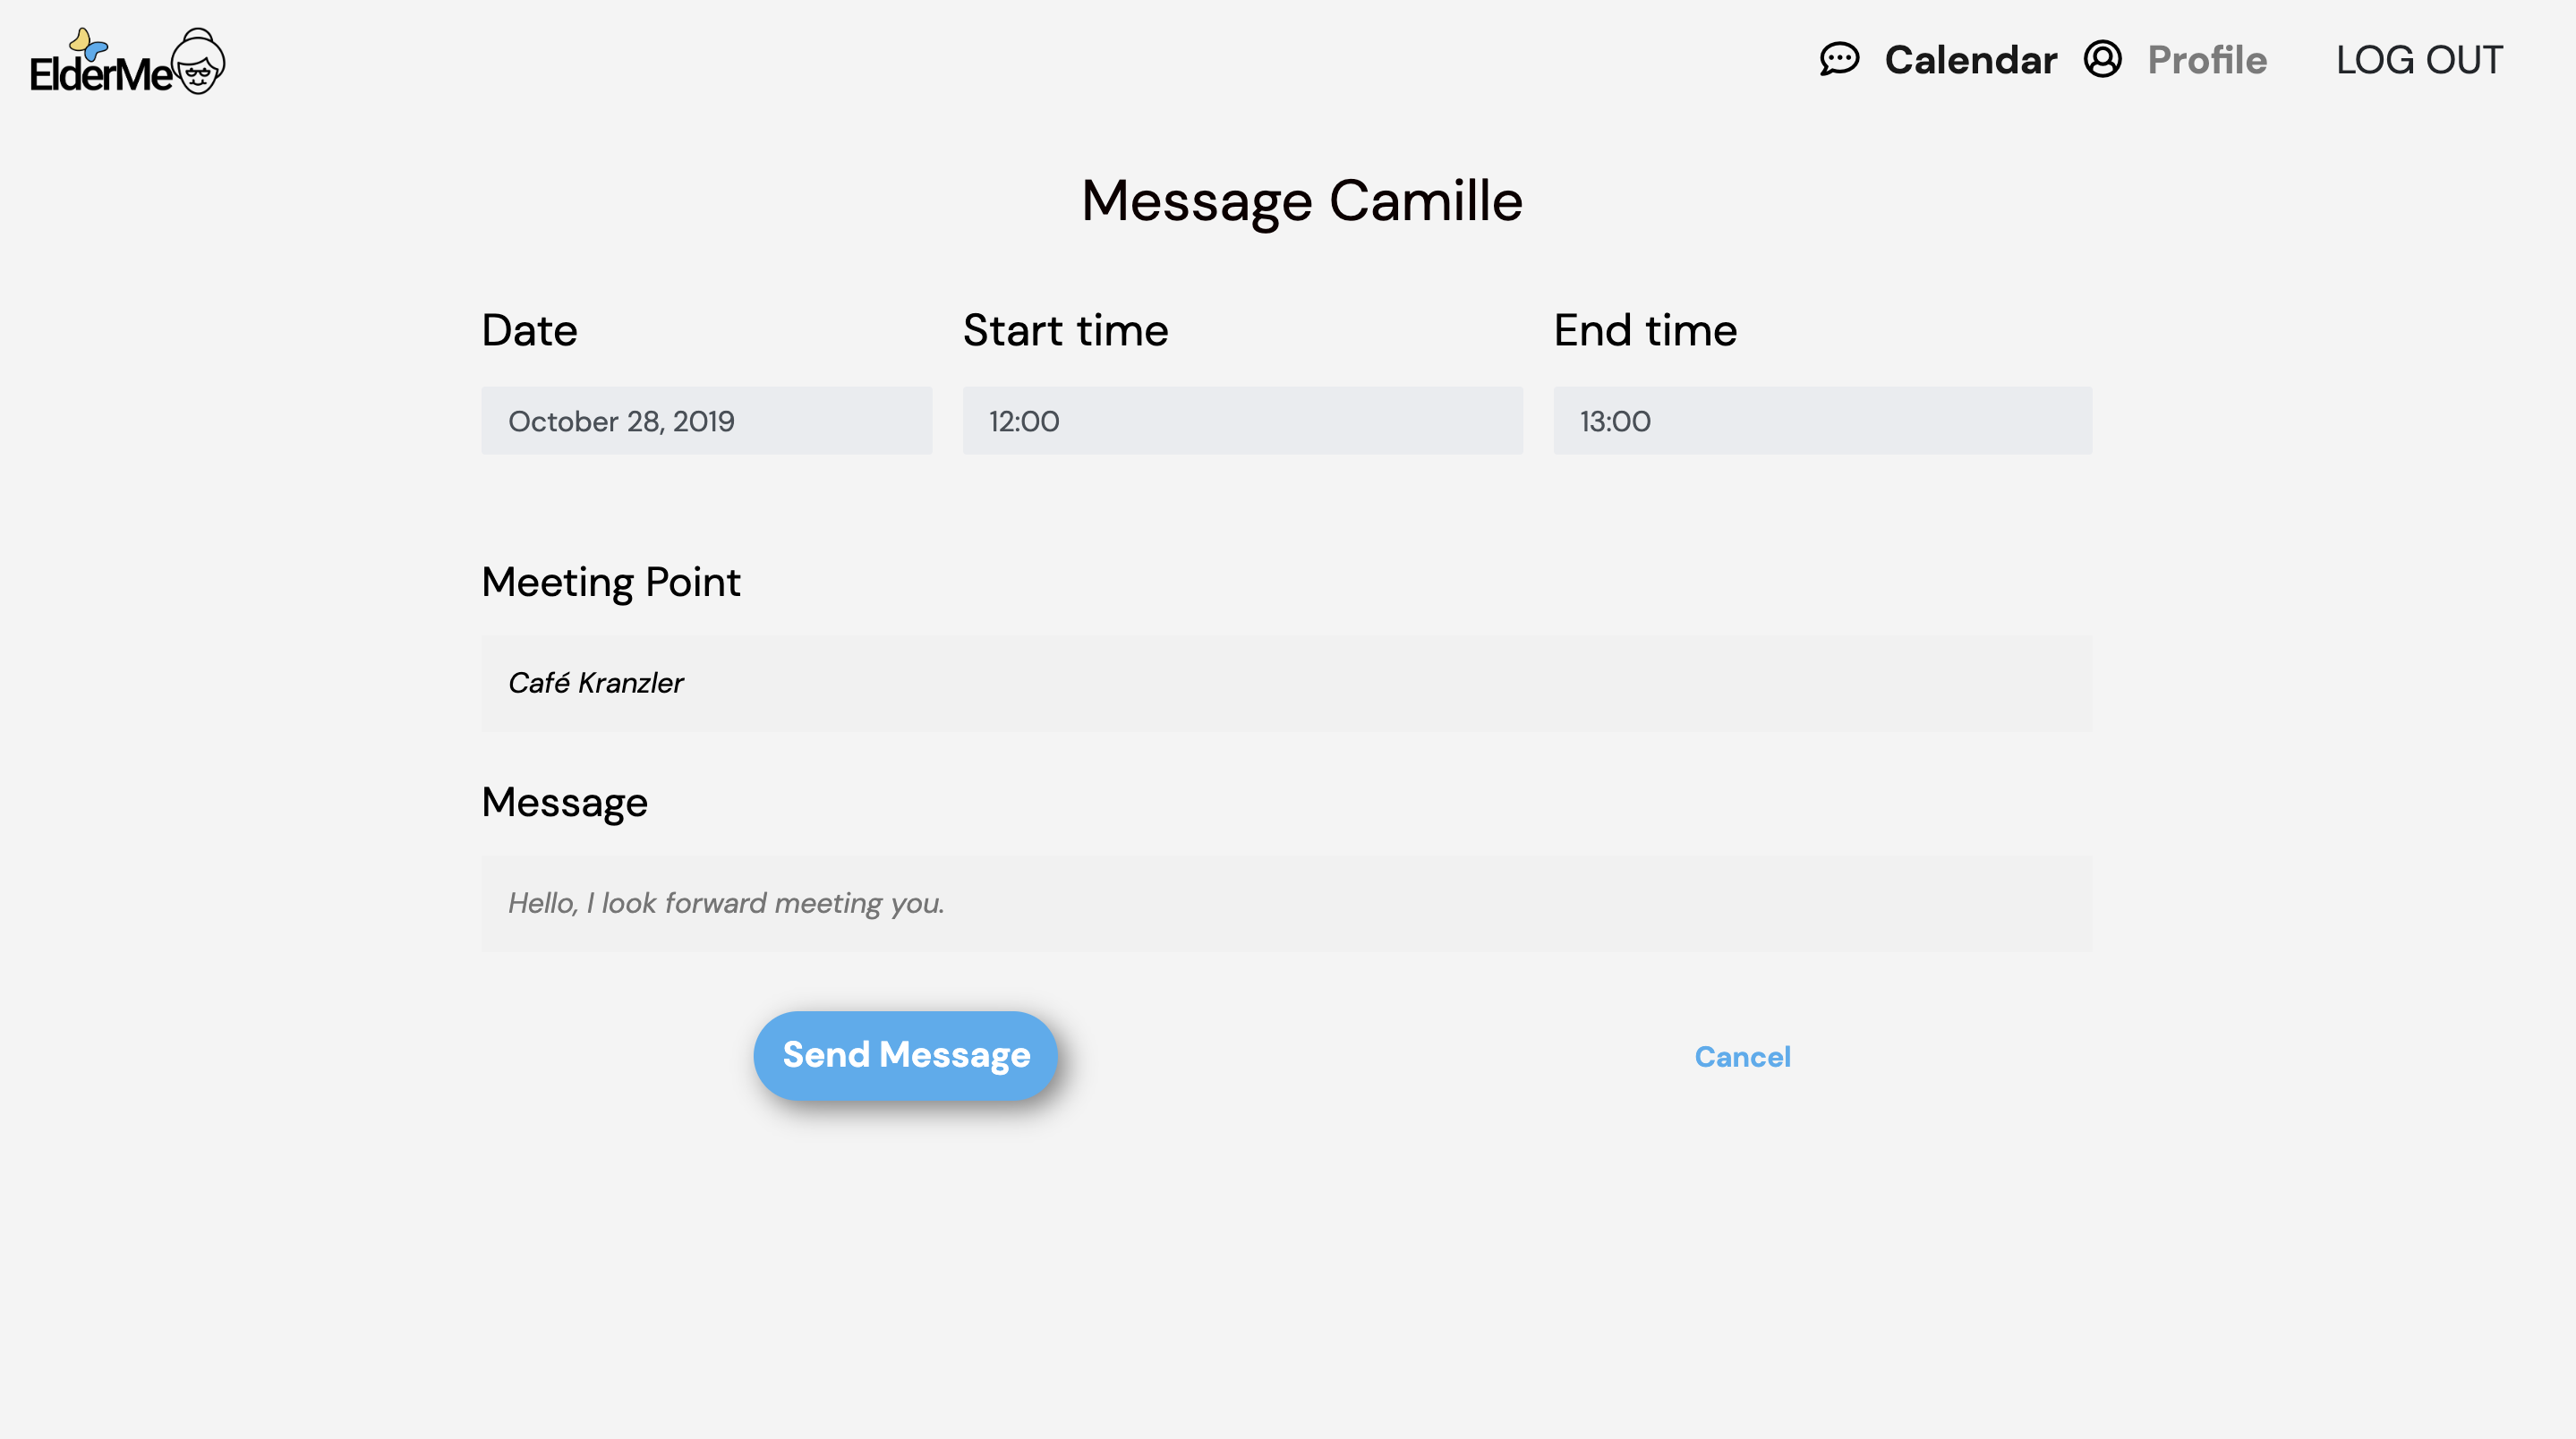 ElderMe
Calendar Profile LOG OUT
Message Camille
Date Start time End time
October 28, 2019 12:00 13:00
Meeting Point
Café Kranzler
Message
Hello, I look forward meeting you.
Send Message Cancel